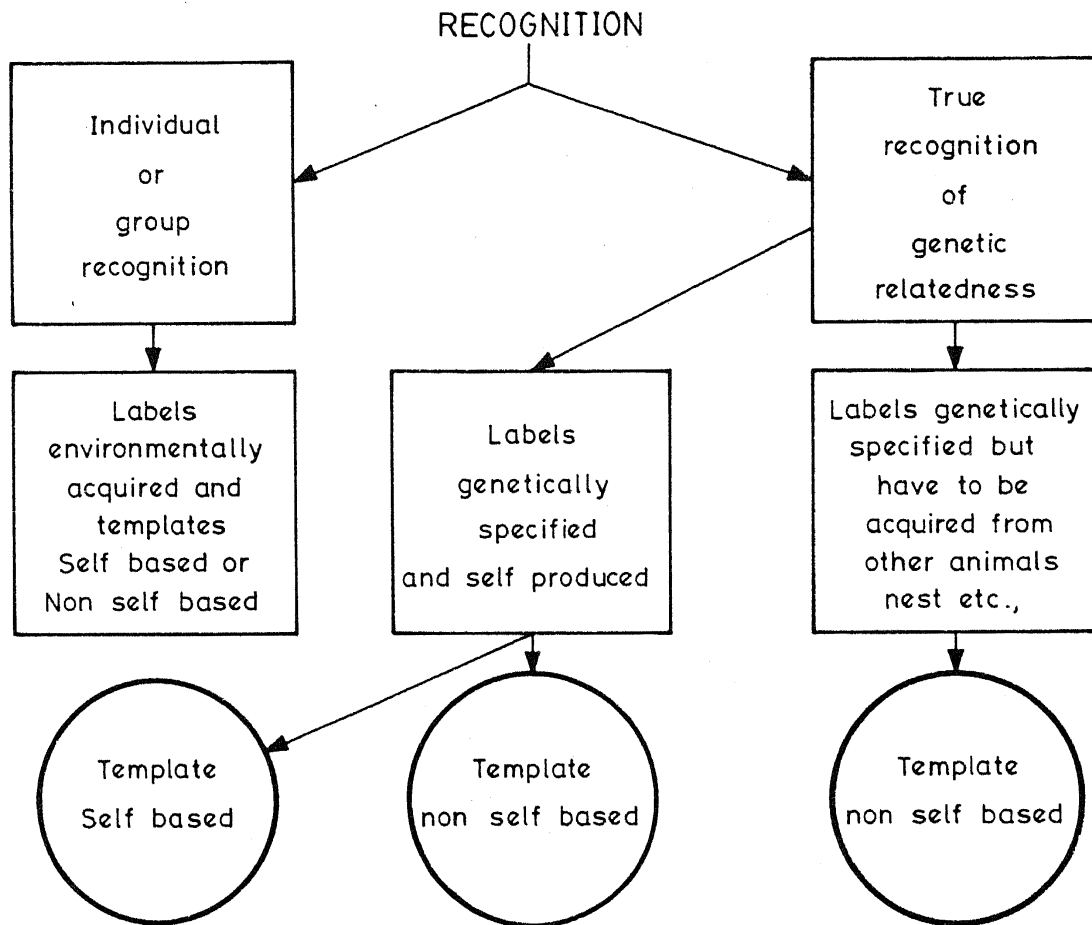 RECOGNITION
Individual
or
group
recognition
True
recognition
of
genetic
relatedness
Labels
environmentally
acquired and
templates
Self based or
Non self based
Labels
genetically
specified
and self produced
Labels genetically
specified but
have to be
acquired from
other animals
nest etc.,
Template
Self based
Template
non self based
Template
non self based